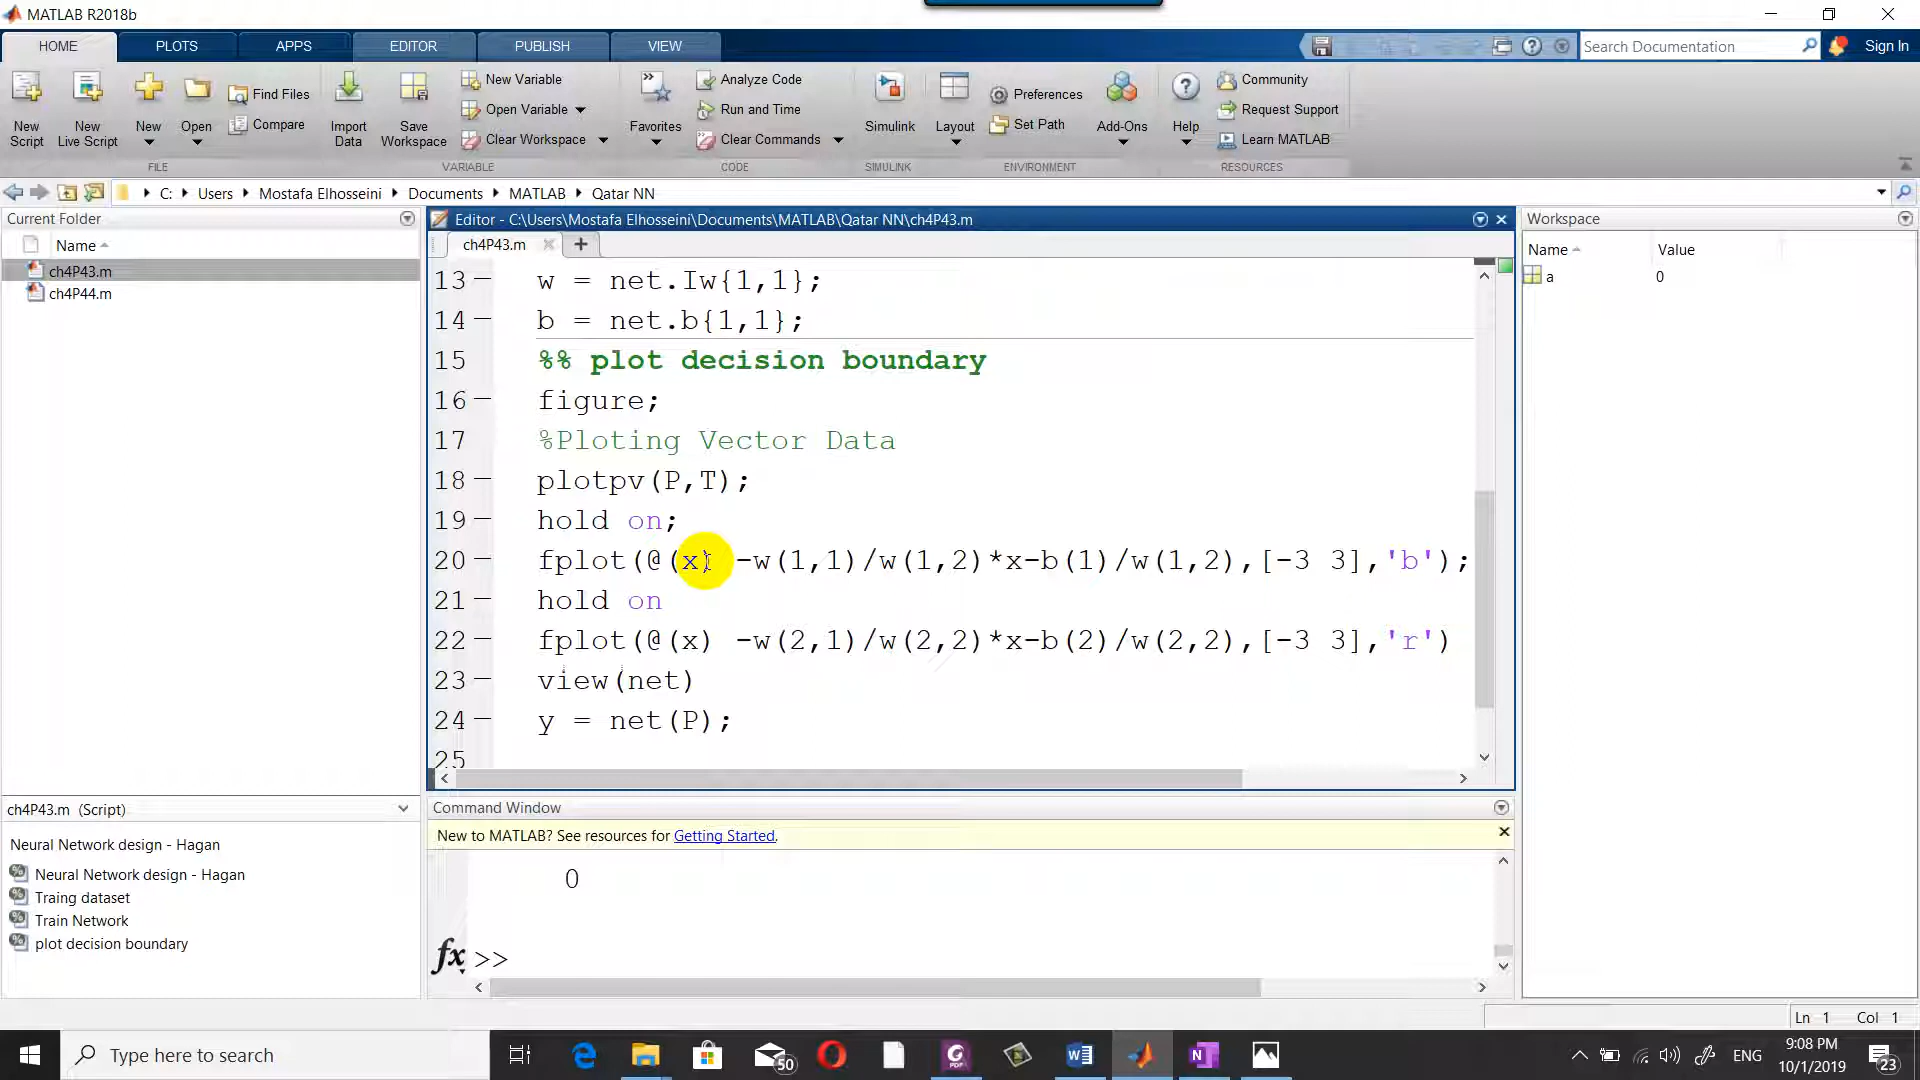 MATLAB R2018b
HOME PLOTS APPS EDITOR PUBLISH VIEW
Search Documentation
Sign In
New Script
New Live Script
New
Open
Find Files
Compare
Import Data
Save Workspace
New Variable
Open Variable
Clear Workspace
Favorites
Analyze Code
Run and Time
Clear Commands
Simulink
Layout
Preferences
Set Path
Add-Ons
Help
Community
Request Support
Learn MATLAB
FILE VARIABLE CODE SIMULINK ENVIRONMENT RESOURCES
C: Users Mostafa Elhosseini Documents MATLAB Qatar NN
Current Folder
Name
ch4P43.m
ch4P44.m
Editor - C:\Users\Mostafa Elhosseini\Documents\MATLAB\Qatar NN\ch4P43.m
ch4P43.m
13 w = net.Iw{1,1};
14 b = net.b{1,1};
15 %% plot decision boundary
16 figure;
17 %Ploting Vector Data
18 plotpv(P,T);
19 hold on;
20 fplot(@(x) -w(1,1)/w(1,2)*x-b(1)/w(1,2),[-3 3],'b');
21 hold on
22 fplot(@(x) -w(2,1)/w(2,2)*x-b(2)/w(2,2),[-3 3],'r')
23 view(net)
24 y = net(P);
25
Workspace
Name Value
a 0
ch4P43.m (Script)
Neural Network design - Hagan
Neural Network design - Hagan
Traing dataset
Train Network
plot decision boundary
Command Window
New to MATLAB? See resources for Getting Started.
0
fx >>
Ln 1 Col 1
Type here to search
50
ENG
9:08 PM
10/1/2019
23